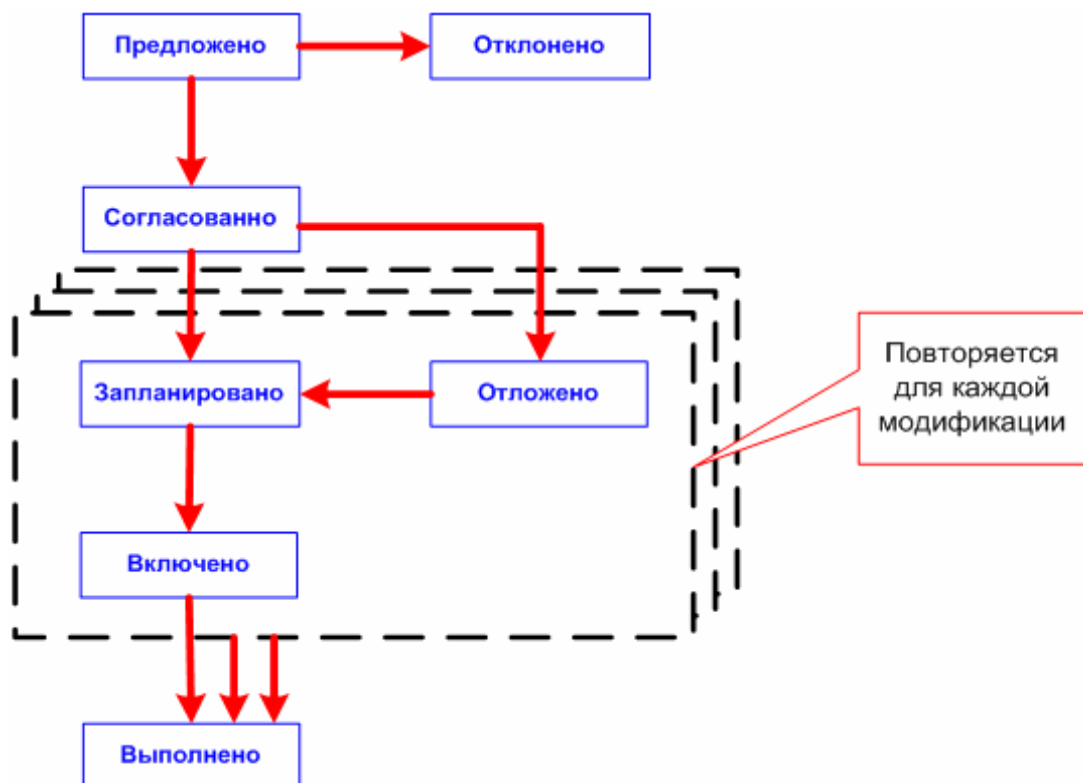 Предложено
Отклонено
Согласованно
Запланировано
Отложено
Повторяется
для каждой
модификации
Включено
Выполнено